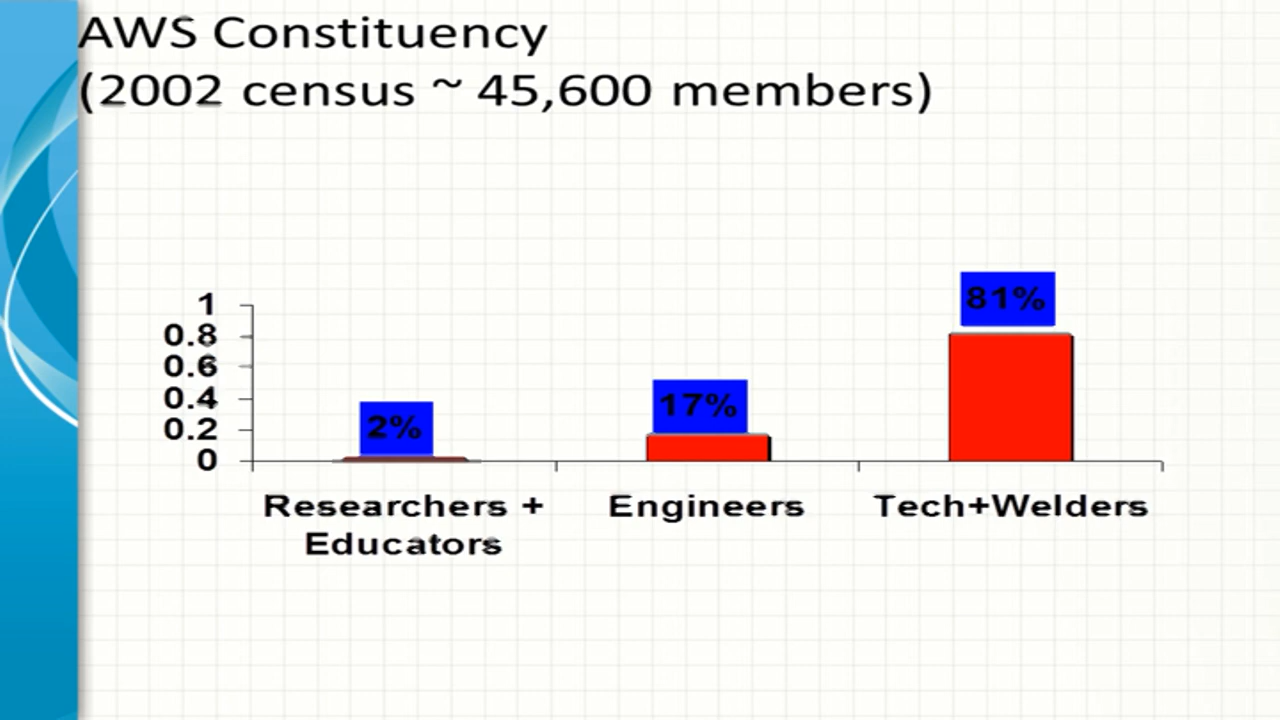 AWS Constituency
(2002 census ~ 45,600 members)
1
0.8
0.6
0.4
0.2
0
2%
17%
81%
Researchers +
Educators
Engineers
Tech+Welders